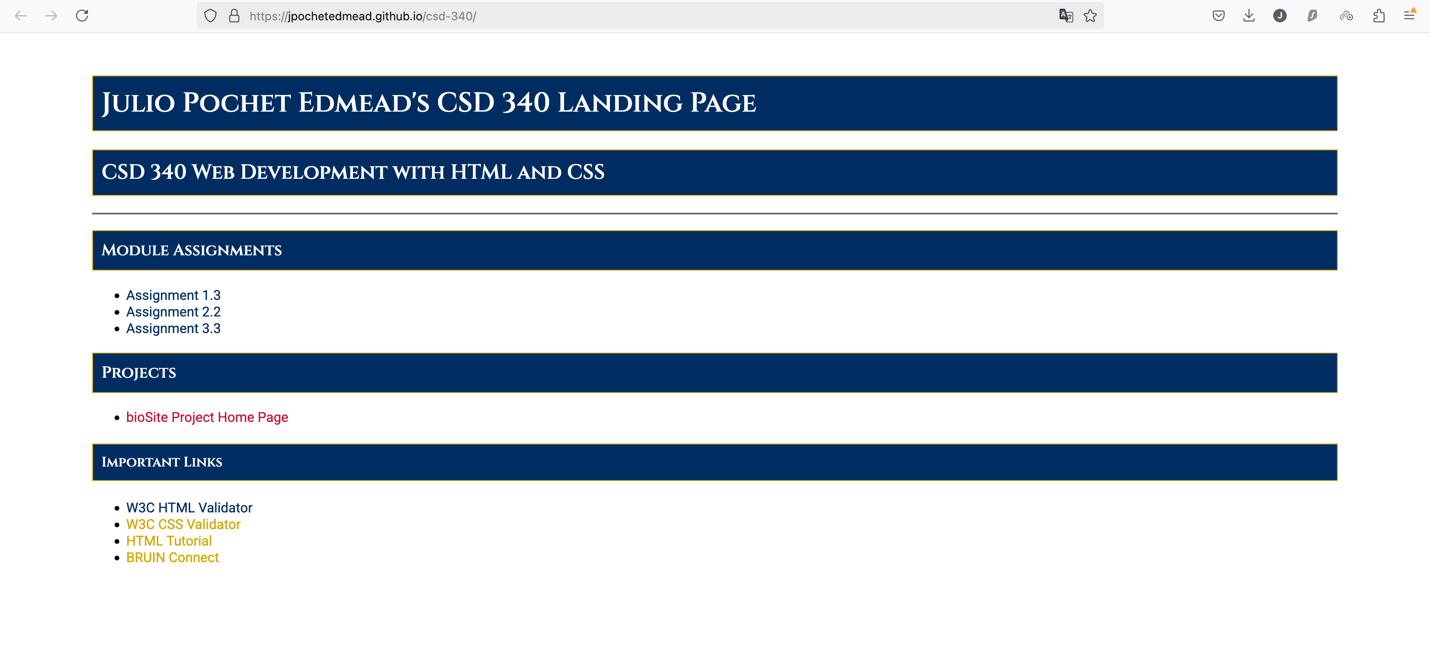 https://jpochetedmead.github.io/csd-340/
J
Julio Pochet Edmead's CSD 340 Landing Page
CSD 340 Web Development with HTML and CSS
Module Assignments
Assignment 1.3
Assignment 2.2
Assignment 3.3
Projects
bioSite Project Home Page
Important Links
W3C HTML Validator
W3C CSS Validator
HTML Tutorial
BRUIN Connect